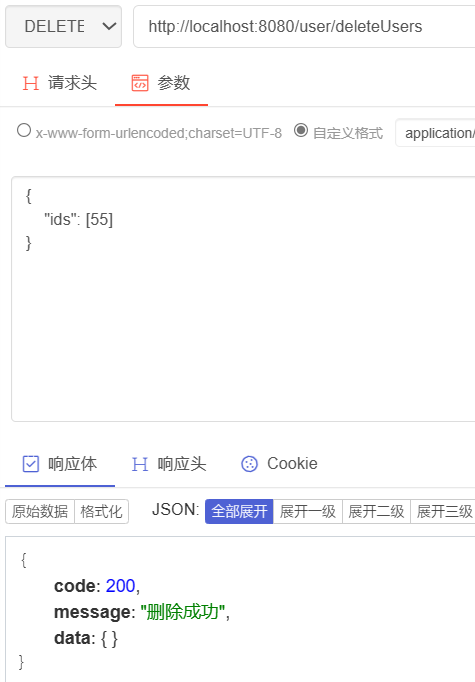 DELETE http://localhost:8080/user/deleteUsers
请求头 参数
x-www-form-urlencoded;charset=UTF-8 自定义格式 application/
{
"ids": [55]
}
响应体 响应头 Cookie
原始数据 格式化 JSON: 全部展开 展开一级 展开二级 展开三级
{
code: 200,
message: "删除成功",
data: { }
}